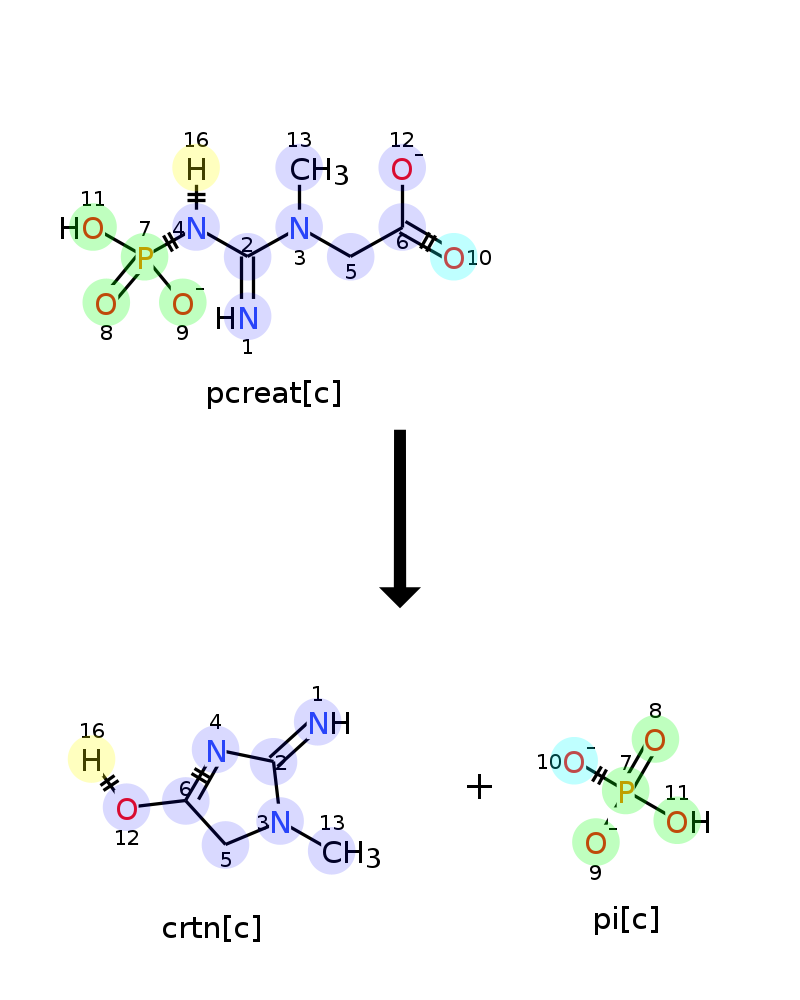 16 13 12
H CH3 O-
11
HO 7 4 N 2 N 6
P 3 5 O 10
O O- HN
8 9 1
pcreat[c]
1
16 4 NH 8
H N 2 10 O- 7 O
6 + P
O 3 N 13 11
12 5 CH3 O- OH
9
crtn[c] pi[c]